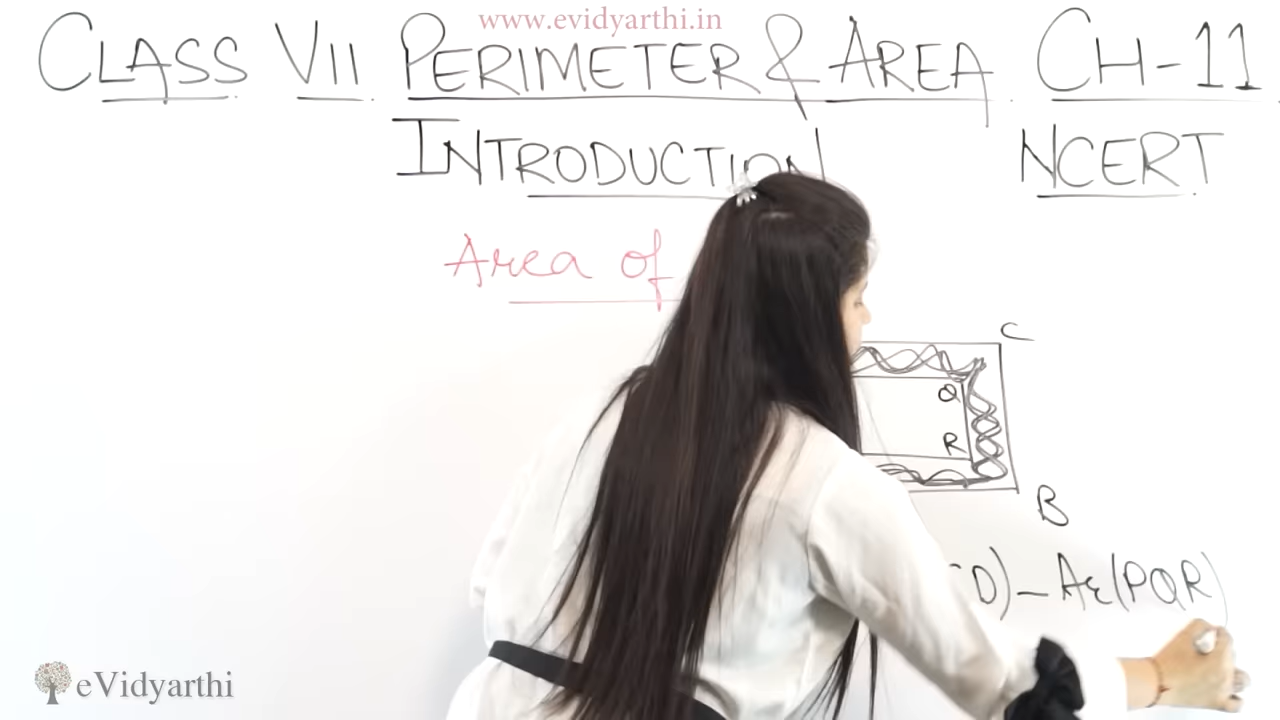 www.evidyarthi.in
CLASS VII PERIMETER & AREA CH-11
INTRODUCTION NCERT
Area of
C
Q
R
B
D) - Ar(PQR)
eVidyarthi